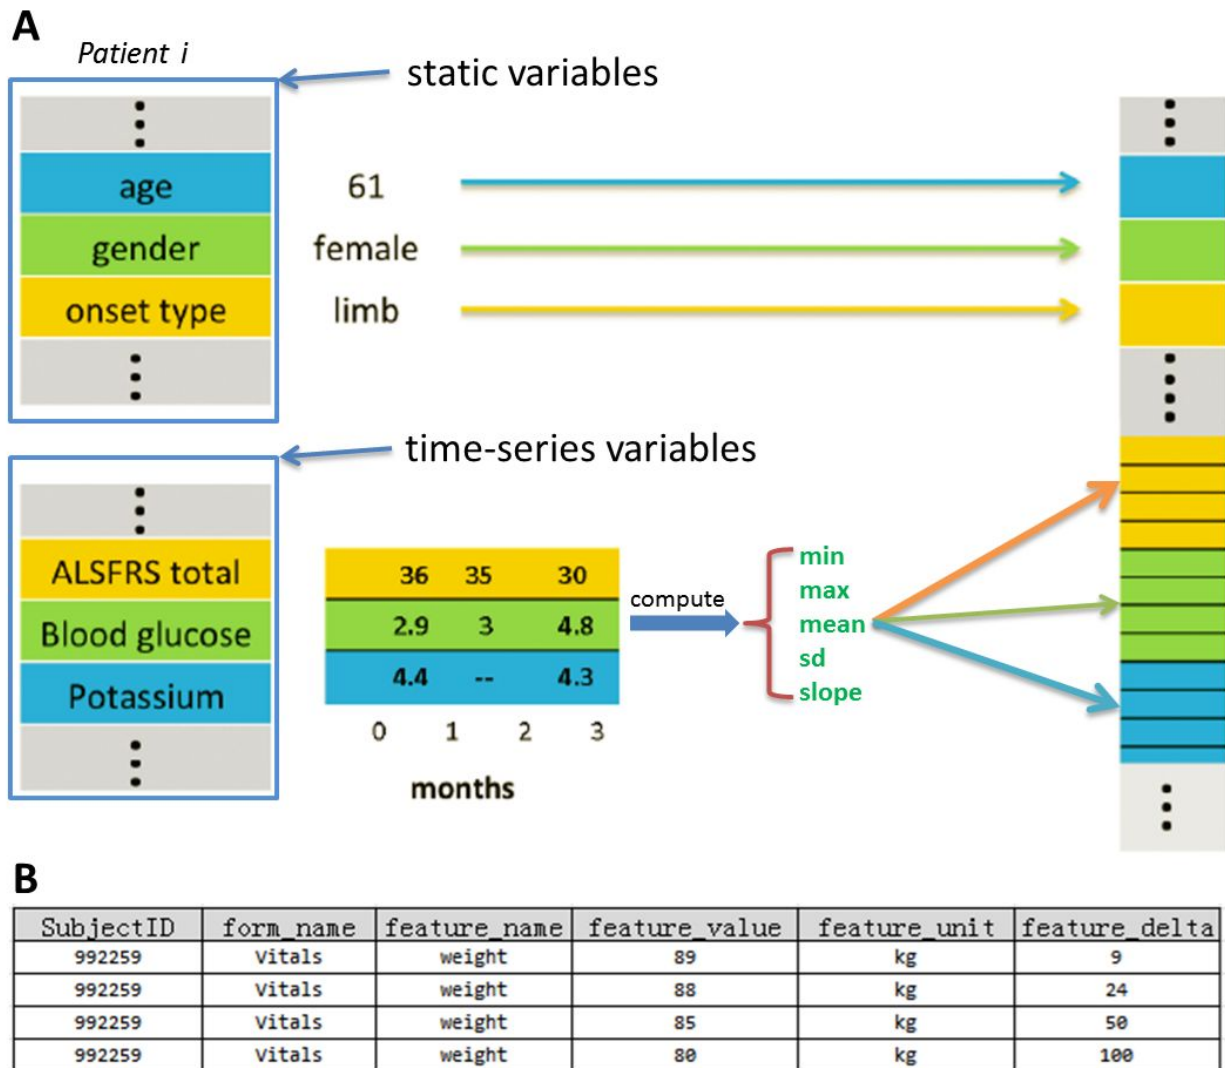 A
Patient i
static variables
age 61
gender female
onset type limb
time-series variables
ALSFRS total 36 35 30
Blood glucose 2.9 3 4.8
Potassium 4.4 -- 4.3
0 1 2 3
months
compute
min
max
mean
sd
slope
B
SubjectID form_name feature_name feature_value feature_unit feature_delta
992259 Vitals weight 89 kg 9
992259 Vitals weight 88 kg 24
992259 Vitals weight 85 kg 50
992259 Vitals weight 80 kg 100